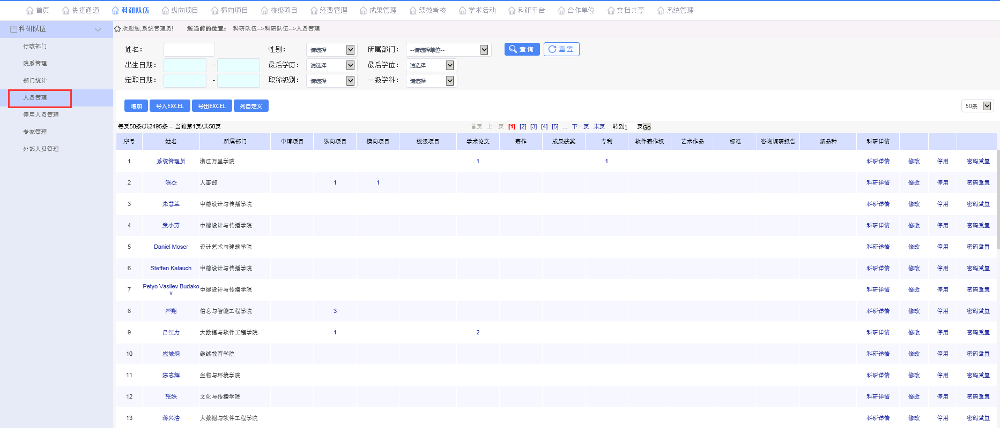 首页 快捷通道 科研队伍 纵向项目 横向项目 校级项目 经费管理 成果管理 绩效考核 学术活动 科研平台 合作单位 文档共享 系统管理
科研队伍
行政部门
院系管理
部门统计
人员管理
停用人员管理
专家管理
外部人员管理
欢迎您,系统管理员! 您当前的位置： 科研队伍-->科研队伍-->人员管理
姓名： 性别： 请选择 所属部门： --请选择单位-- 查询 重置
出生日期： - 最后学历： 请选择 最后学位： 请选择
定职日期： - 职称级别： 请选择 一级学科： 请选择
增加 导入EXCEL 导出EXCEL 列自定义 50条
每页50条/共2495条 -- 当前第1页/共50页 首页 上一页 [1] [2] [3] [4] [5] ... 下一页 末页 转到1 页Go
序号 姓名 所属部门 申请项目 纵向项目 横向项目 校级项目 学术论文 著作 成果获奖 专利 软件著作权 艺术作品 标准 咨询调研报告 新品种 科研详情
1 系统管理员 浙江万里学院 1 1 科研详情 修改 停用 密码重置
2 陈杰 人事部 1 1 科研详情 修改 停用 密码重置
3 朱慧兰 中德设计与传播学院 科研详情 修改 停用 密码重置
4 童小芳 中德设计与传播学院 科研详情 修改 停用 密码重置
5 Daniel Moser 设计艺术与建筑学院 科研详情 修改 停用 密码重置
6 Steffen Kalauch 中德设计与传播学院 科研详情 修改 停用 密码重置
7 Petyo Vasilev Budako
v 中德设计与传播学院 科研详情 修改 停用 密码重置
8 严翔 信息与智能工程学院 3 科研详情 修改 停用 密码重置
9 吕红力 大数据与软件工程学院 1 2 科研详情 修改 停用 密码重置
10 应城炯 继续教育学院 科研详情 修改 停用 密码重置
11 陈志辉 生物与环境学院 科研详情 修改 停用 密码重置
12 张姝 文化与传播学院 科研详情 修改 停用 密码重置
13 蒋兴浩 大数据与软件工程学院 科研详情 修改 停用 密码重置